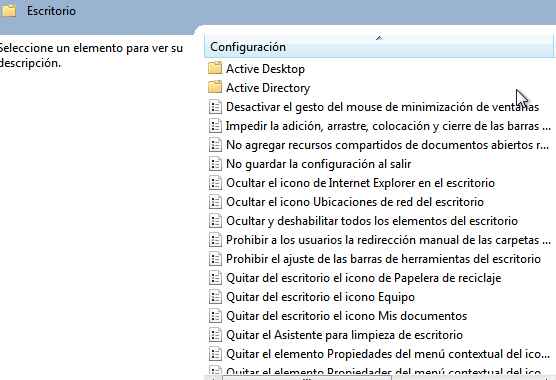 Escritorio
Seleccione un elemento para ver su
descripción.
Configuración
Active Desktop
Active Directory
Desactivar el gesto del mouse de minimización de ventanas
Impedir la adición, arrastre, colocación y cierre de las barras ...
No agregar recursos compartidos de documentos abiertos r...
No guardar la configuración al salir
Ocultar el icono de Internet Explorer en el escritorio
Ocultar el icono Ubicaciones de red del escritorio
Ocultar y deshabilitar todos los elementos del escritorio
Prohibir a los usuarios la redirección manual de las carpetas ...
Prohibir el ajuste de las barras de herramientas del escritorio
Quitar del escritorio el icono de Papelera de reciclaje
Quitar del escritorio el icono Equipo
Quitar del escritorio el icono Mis documentos
Quitar el Asistente para limpieza de escritorio
Quitar el elemento Propiedades del menú contextual del ico...
Quitar el elemento Propiedades del menú contextual del ico...